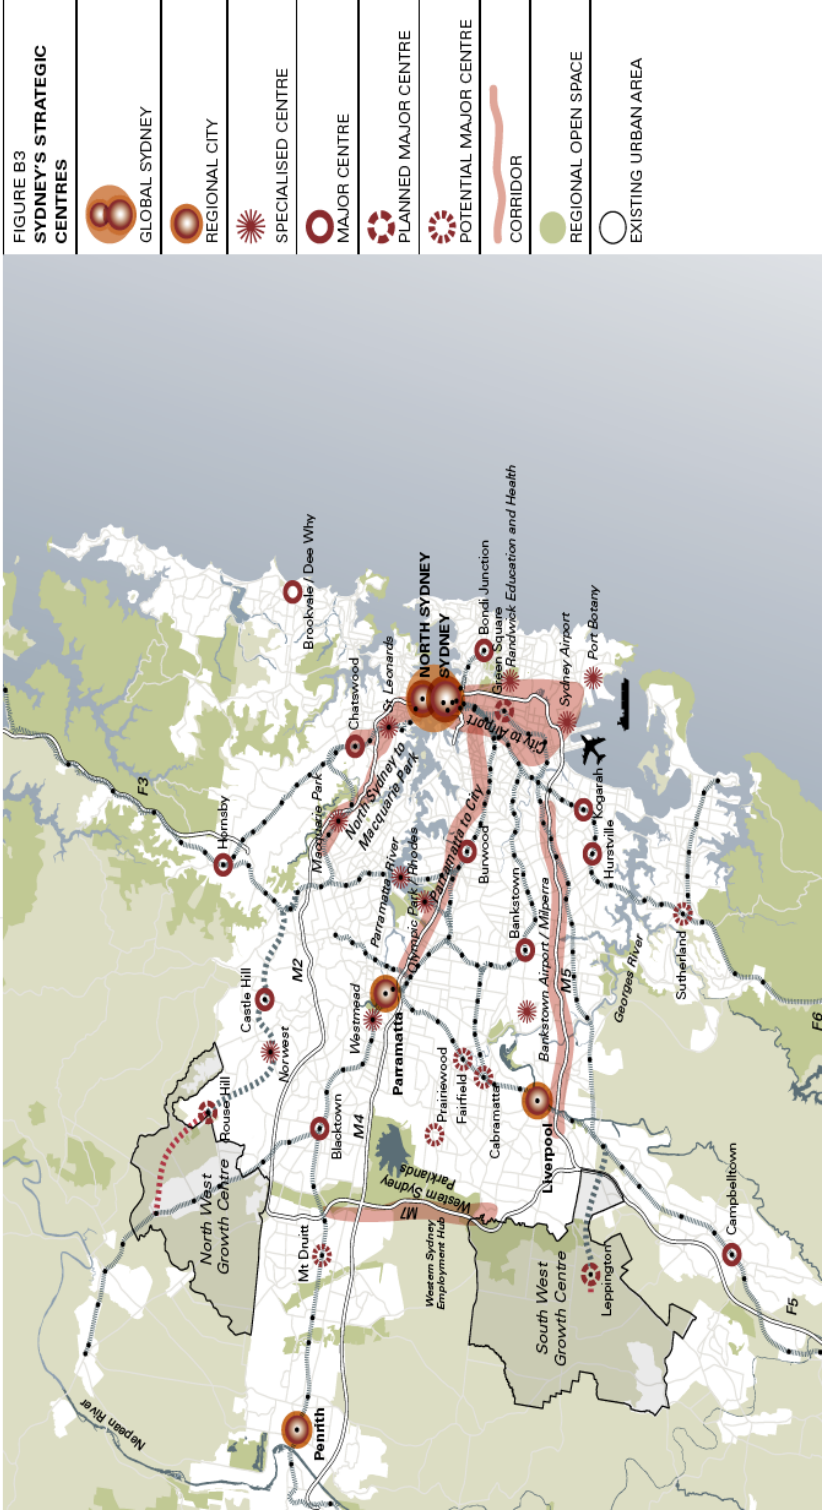 FIGURE B3
SYDNEY'S STRATEGIC
CENTRES
GLOBAL SYDNEY
REGIONAL CITY
SPECIALISED CENTRE
MAJOR CENTRE
PLANNED MAJOR CENTRE
POTENTIAL MAJOR CENTRE
CORRIDOR
REGIONAL OPEN SPACE
EXISTING URBAN AREA
Nepean River
Penrith
Mt Druitt
North West
Growth Centre
Rouse Hill
Blacktown
Norwest
Castle Hill
M2
M4
Hornsby
F3
Macquarie Park
North Sydney to
Macquarie Park
Chatswood
St Leonards
Brookvale / Dee Why
NORTH SYDNEY
SYDNEY
Westmead
Parramatta
Parramatta River
Olympic Park / Rhodes
Parramatta to City
Burwood
Bondi Junction
Green Square
Randwick Education and Health
City to Airport
Sydney Airport
Port Botany
Western Sydney
Parklands
M7
Western Sydney
Employment Hub
Prairiewood
Fairfield
Cabramatta
Bankstown
Bankstown Airport / Milperra
Liverpool
M5
Kogarah
Hurstville
Georges River
Sutherland
South West
Growth Centre
Leppington
Campbelltown
F5
F6